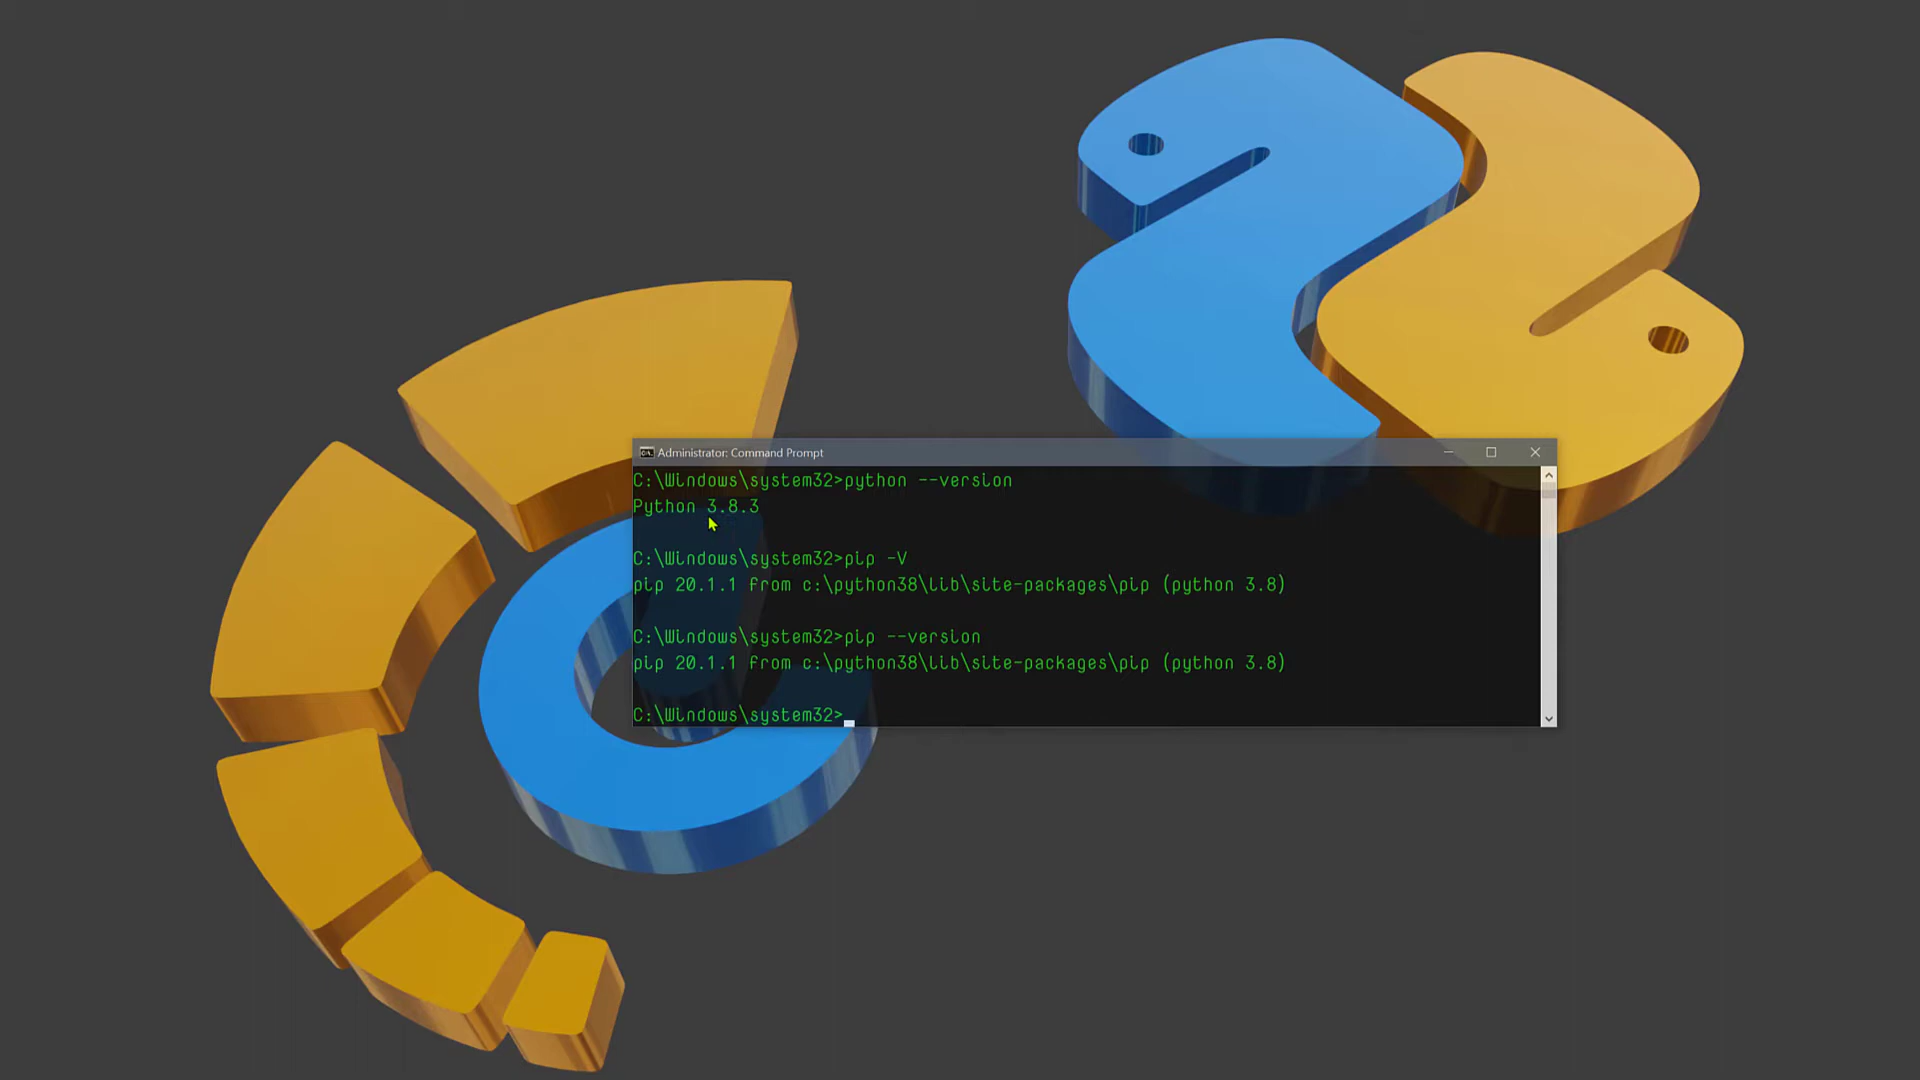 Administrator: Command Prompt
C:\Windows\system32>python --version
Python 3.8.3
C:\Windows\system32>pip -V
pip 20.1.1 from c:\python38\lib\site-packages\pip (python 3.8)
C:\Windows\system32>pip --version
pip 20.1.1 from c:\python38\lib\site-packages\pip (python 3.8)
C:\Windows\system32>